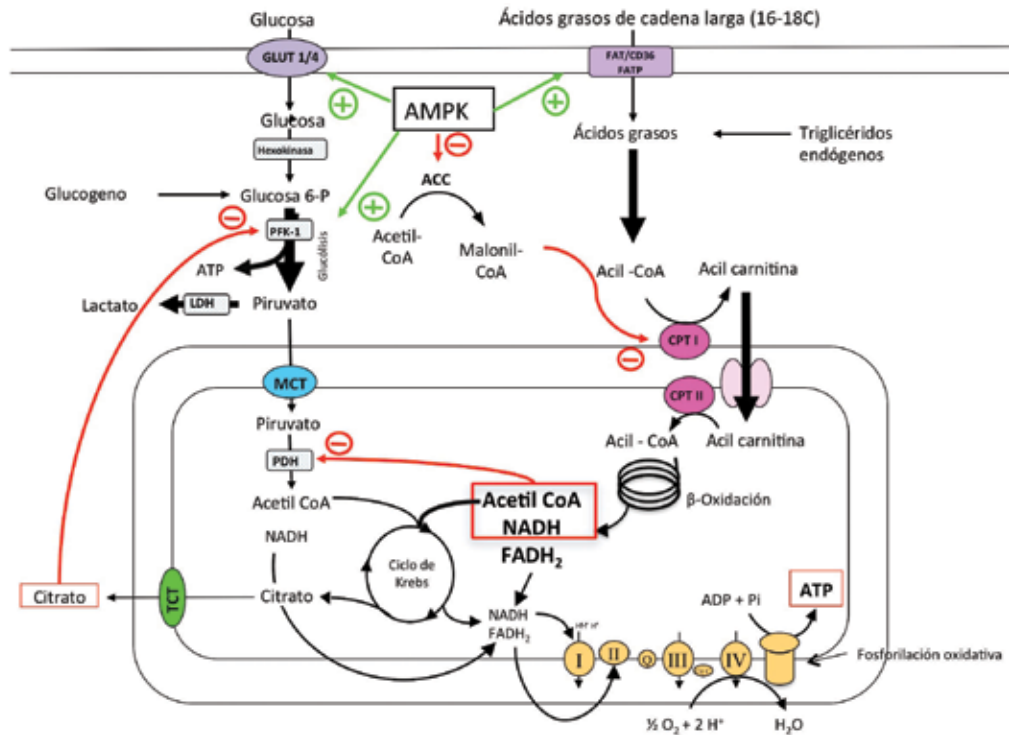 Glucosa
Ácidos grasos de cadena larga (16-18C)
GLUT 1/4
FAT/CD36
FATP
AMPK
Glucosa
Ácidos grasos
Triglicéridos
endógenos
Hexokinasa
ACC
Glucogeno
Glucosa 6-P
PFK-1
Glucólisis
Acetil-
CoA
Malonil-
CoA
ATP
Acil -CoA
Acil carnitina
Lactato
LDH
Piruvato
CPT I
MCT
CPT II
Piruvato
Acil - CoA
Acil carnitina
PDH
β-Oxidación
Acetil CoA
Acetil CoA
NADH
FADH₂
NADH
Ciclo de
Krebs
Citrato
TCT
Citrato
NADH
FADH₂
ADP + Pi
ATP
I
II
Q
III
IV
Fosforilación oxidativa
½ O₂ + 2 H⁺
H₂O